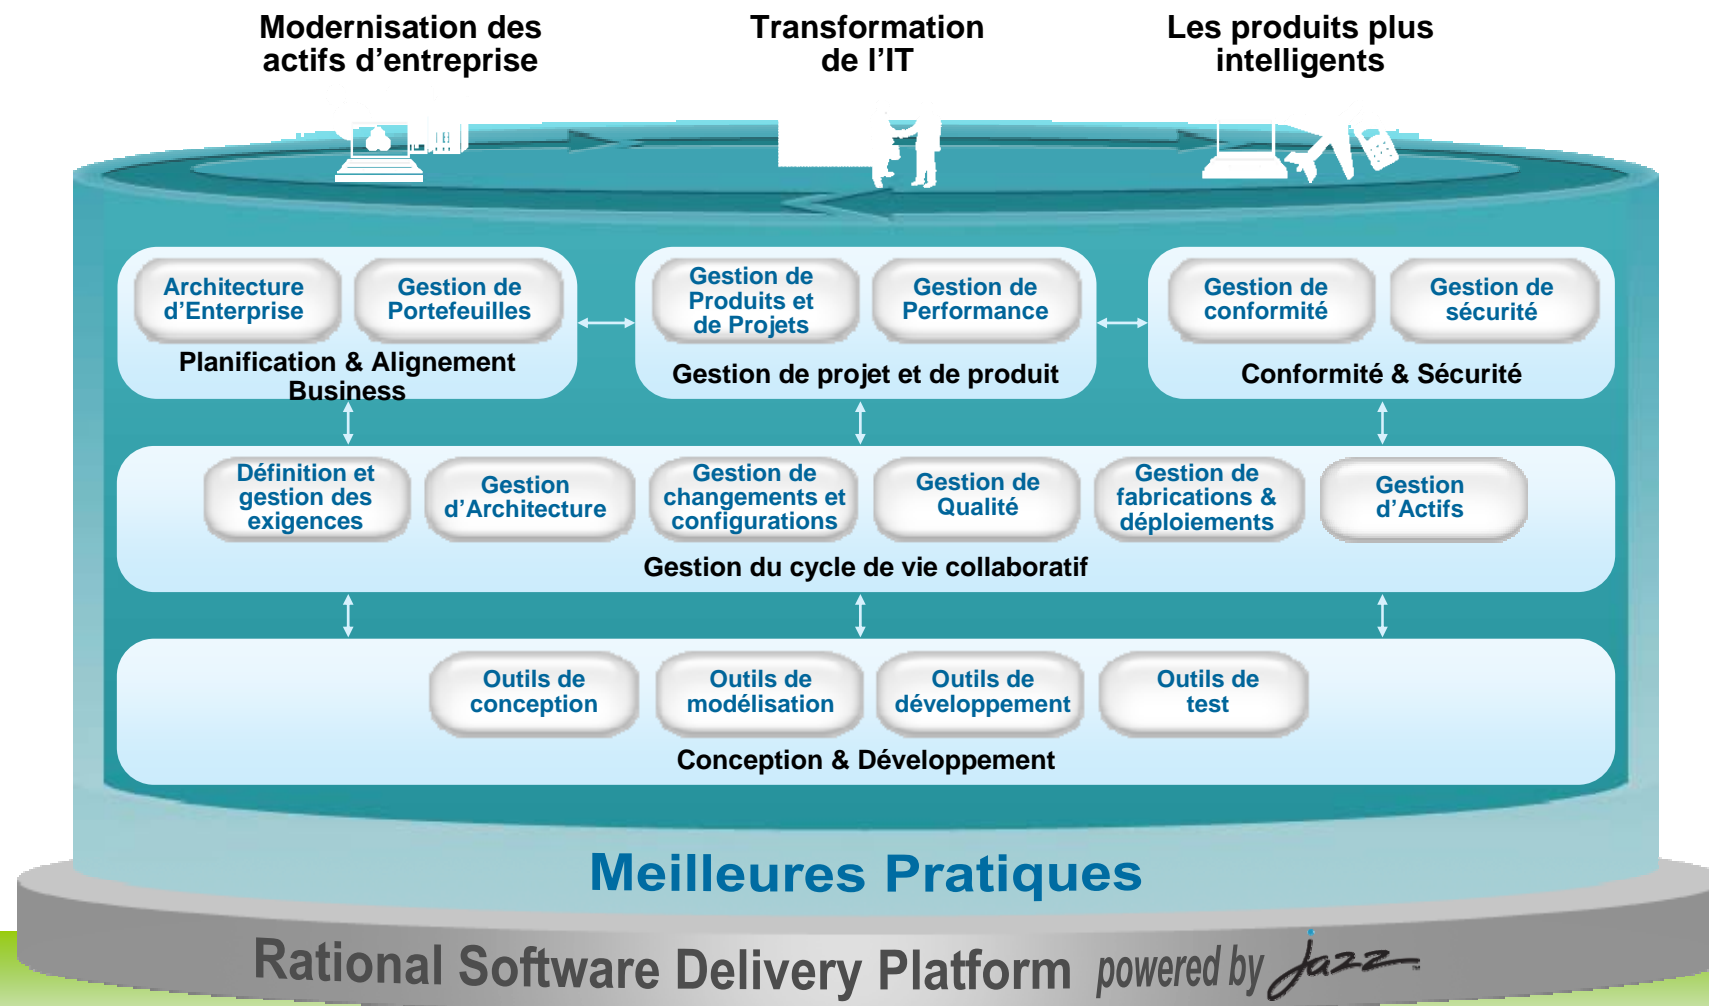 Modernisation des
actifs d’entreprise
Transformation
de l’IT
Les produits plus
intelligents
Architecture
d’Enterprise
Gestion de
Portefeuilles
Planification & Alignement
Business
Gestion de
Produits et
de Projets
Gestion de
Performance
Gestion de projet et de produit
Gestion de
conformité
Gestion de
sécurité
Conformité & Sécurité
Définition et
gestion des
exigences
Gestion
d’Architecture
Gestion de
changements et
configurations
Gestion de
Qualité
Gestion de
fabrications &
déploiements
Gestion
d’Actifs
Gestion du cycle de vie collaboratif
Outils de
conception
Outils de
modélisation
Outils de
développement
Outils de
test
Conception & Développement
Meilleures Pratiques
Rational Software Delivery Platform powered by jazz